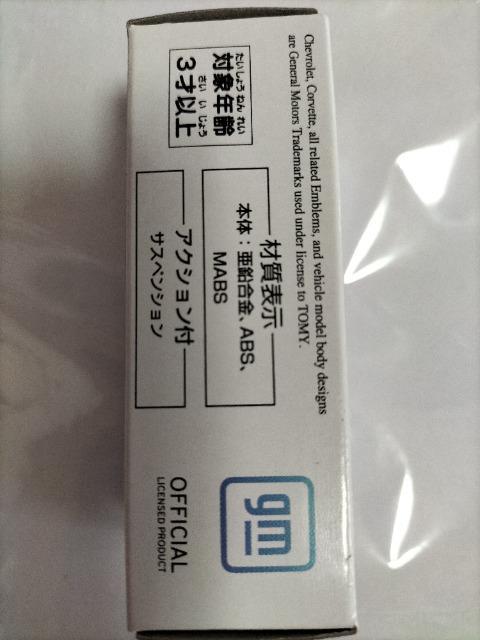 Chevrolet, Corvette, all related Emblems, and vehicle model body designs
are General Motors Trademarks used under license to TOMY.
たいしょうねんれい
対象年齢
さいいじょう
3才以上
材質表示
本体：亜鉛合金、ABS、
MABS
アクション付
サスペンション
gm
OFFICIAL
LICENSED PRODUCT